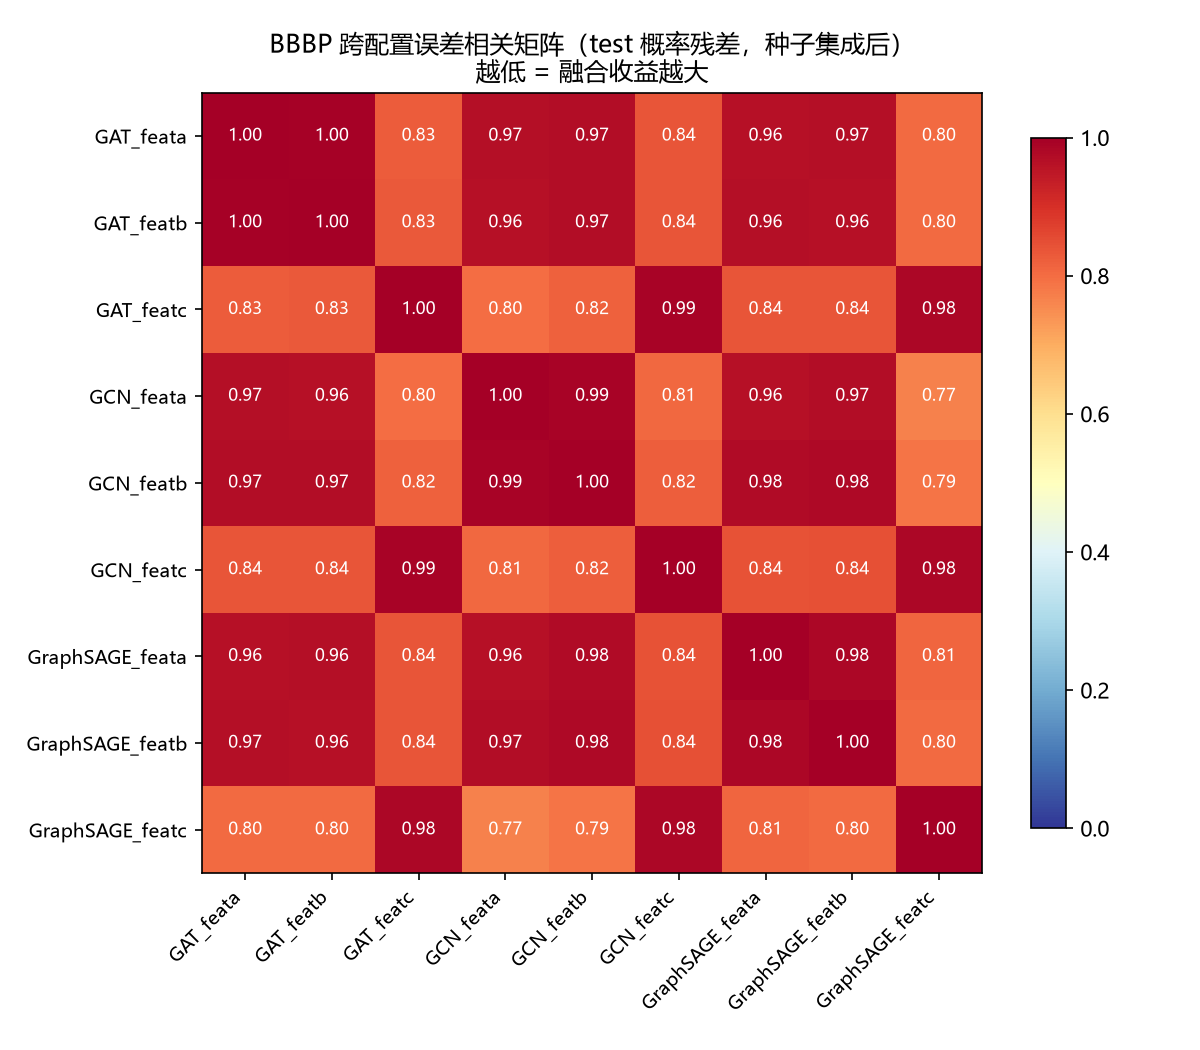 BBBP 跨配置误差相关矩阵（test 概率残差，种子集成后）
越低 = 融合收益越大
GAT_feata 1.00 1.00 0.83 0.97 0.97 0.84 0.96 0.97 0.80
GAT_featb 1.00 1.00 0.83 0.96 0.97 0.84 0.96 0.96 0.80
GAT_featc 0.83 0.83 1.00 0.80 0.82 0.99 0.84 0.84 0.98
GCN_feata 0.97 0.96 0.80 1.00 0.99 0.81 0.96 0.97 0.77
GCN_featb 0.97 0.97 0.82 0.99 1.00 0.82 0.98 0.98 0.79
GCN_featc 0.84 0.84 0.99 0.81 0.82 1.00 0.84 0.84 0.98
GraphSAGE_feata 0.96 0.96 0.84 0.96 0.98 0.84 1.00 0.98 0.81
GraphSAGE_featb 0.97 0.96 0.84 0.97 0.98 0.84 0.98 1.00 0.80
GraphSAGE_featc 0.80 0.80 0.98 0.77 0.79 0.98 0.81 0.80 1.00
GAT_feata GAT_featb GAT_featc GCN_feata GCN_featb GCN_featc GraphSAGE_feata GraphSAGE_featb GraphSAGE_featc
1.0
0.8
0.6
0.4
0.2
0.0